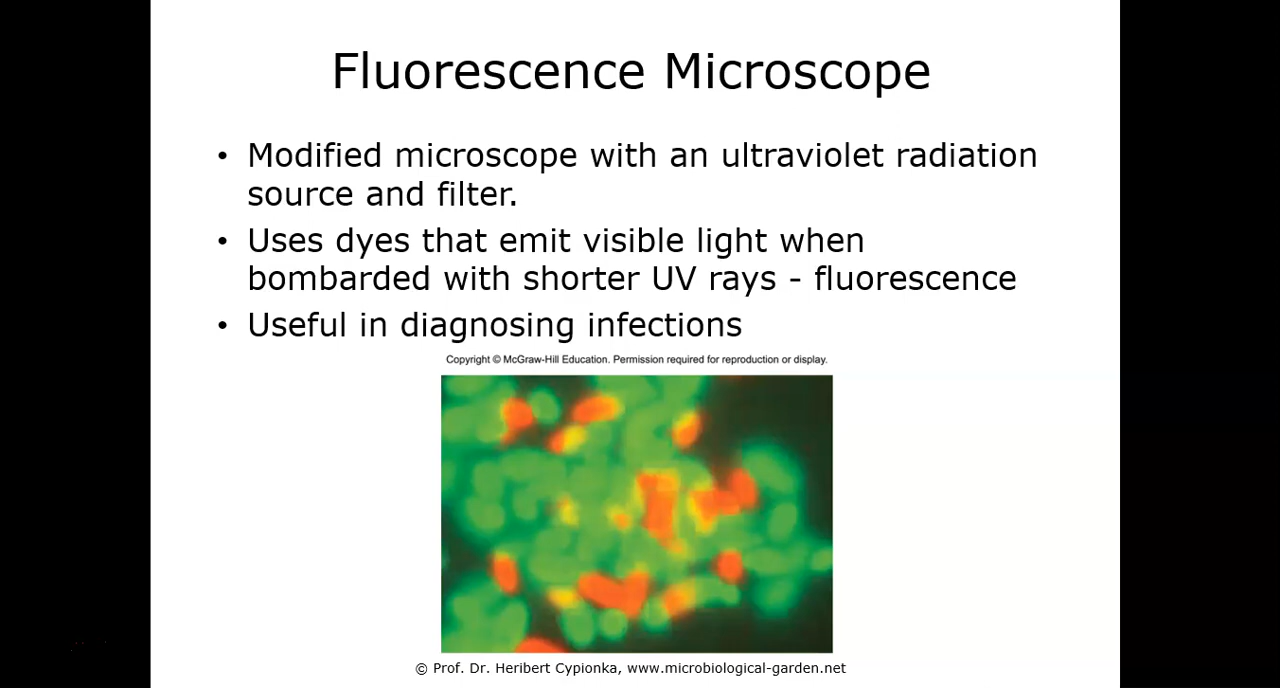 Fluorescence Microscope
• Modified microscope with an ultraviolet radiation
source and filter.
• Uses dyes that emit visible light when
bombarded with shorter UV rays - fluorescence
• Useful in diagnosing infections
Copyright © McGraw-Hill Education. Permission required for reproduction or display.
© Prof. Dr. Heribert Cypionka, www.microbiological-garden.net